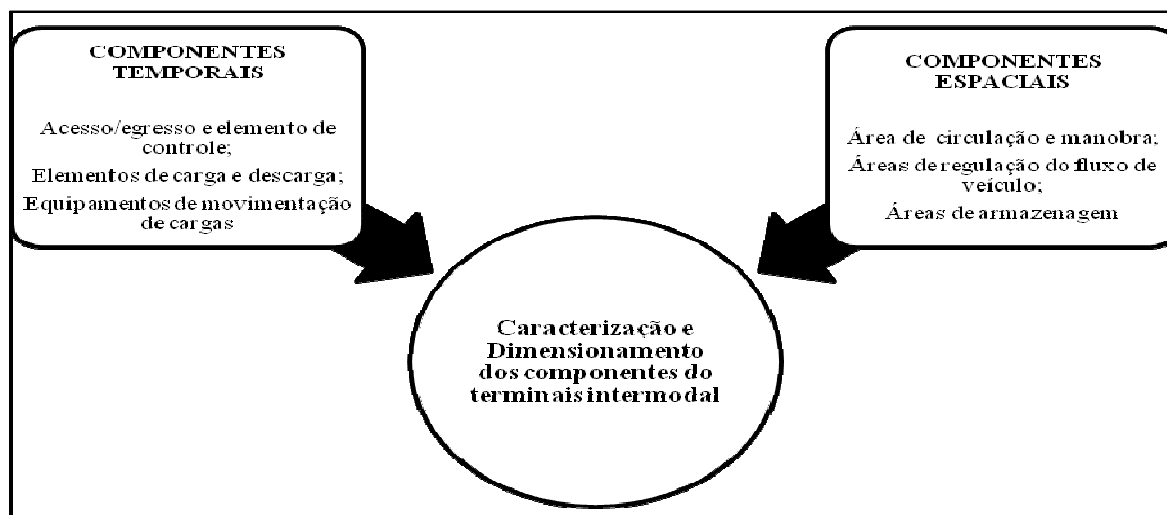 COMPONENTES
TEMPORAIS
Acesso/egresso e elemento de
controle;
Elementos de carga e descarga;
Equipamentos de movimentação
de cargas
COMPONENTES
ESPACIAIS
Área de circulação e manobra;
Áreas de regulação do fluxo de
veículo;
Áreas de armazenagem
Caracterização e
Dimensionamento
dos componentes do
terminais intermodal